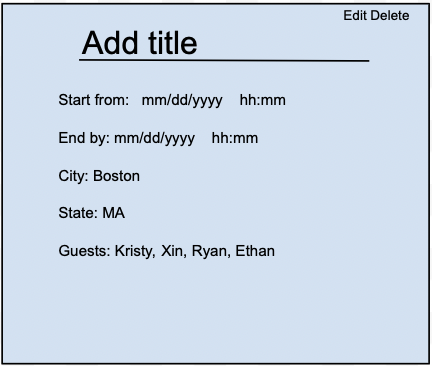 Edit Delete
Add title
Start from: mm/dd/yyyy hh:mm
End by: mm/dd/yyyy hh:mm
City: Boston
State: MA
Guests: Kristy, Xin, Ryan, Ethan